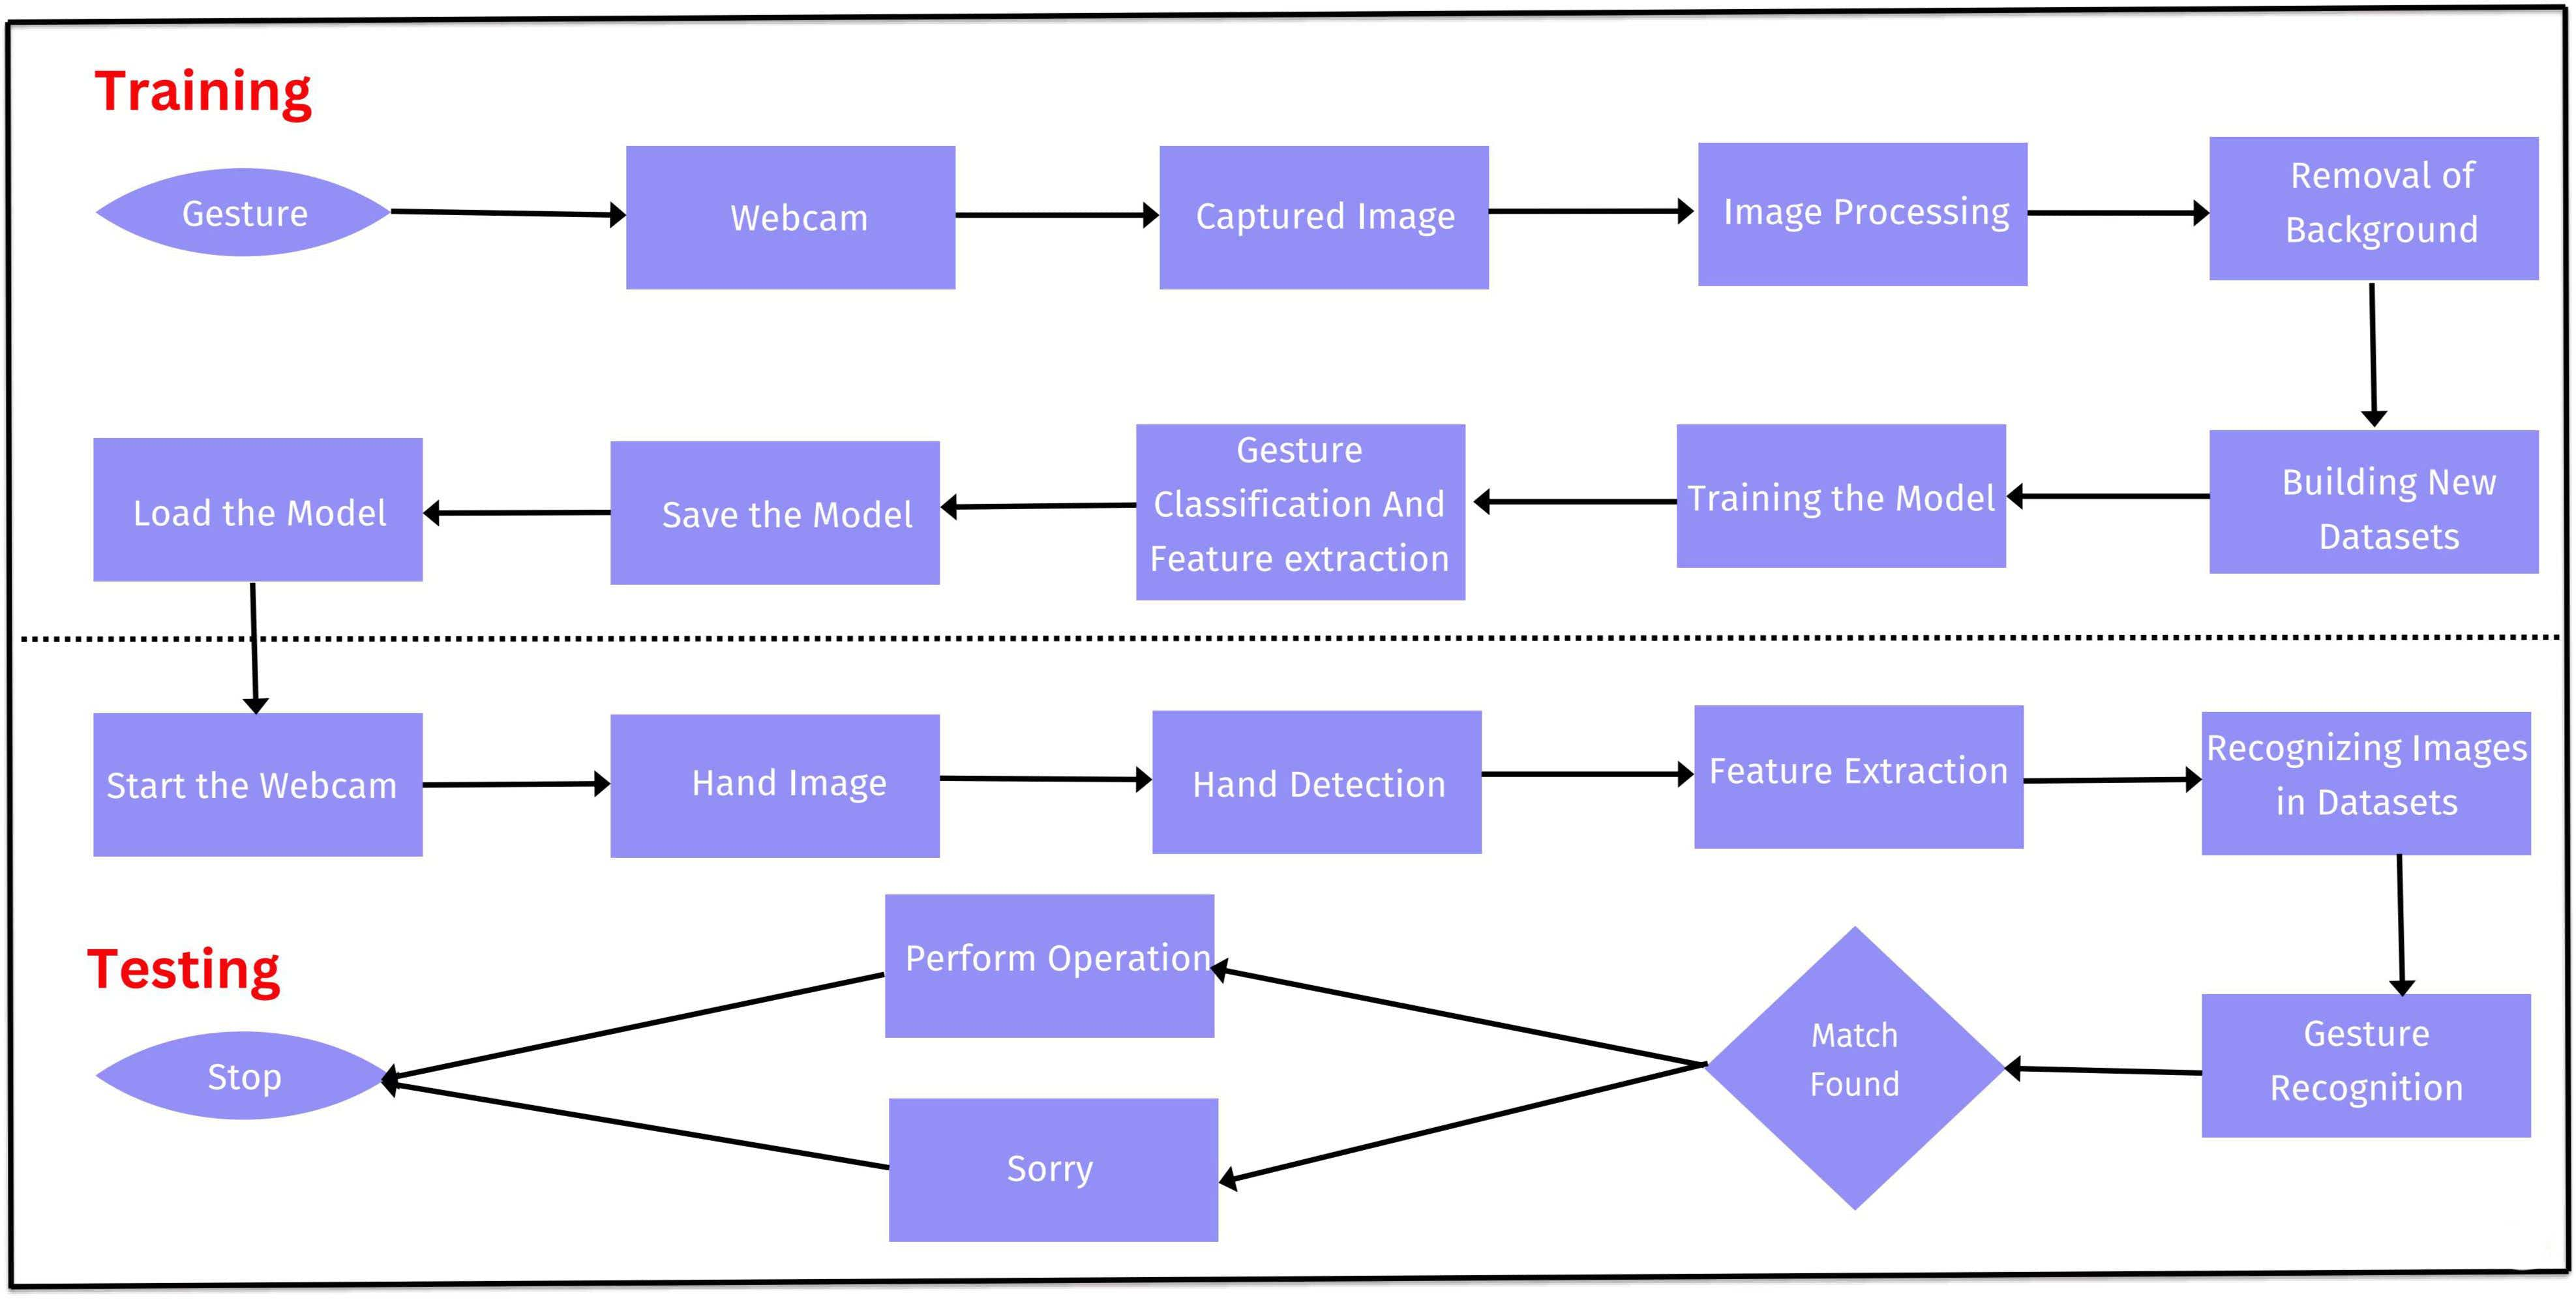 Training
Gesture
Webcam
Captured Image
Image Processing
Removal of
Background
Load the Model
Save the Model
Gesture
Classification And
Feature extraction
Training the Model
Building New
Datasets
Start the Webcam
Hand Image
Hand Detection
Feature Extraction
Recognizing Images
in Datasets
Testing
Perform Operation
Match
Found
Gesture
Recognition
Stop
Sorry